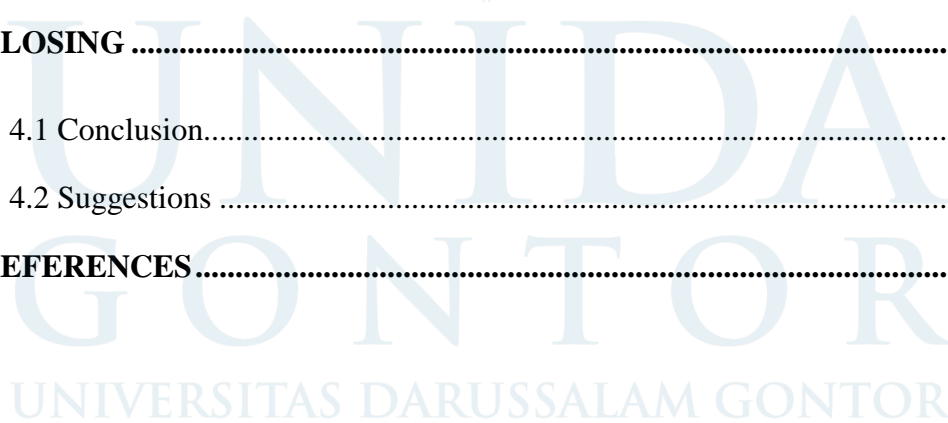 UNIDA
LOSING ........................................................................................................
4.1 Conclusion...............................................................................................
4.2 Suggestions .............................................................................................
EFERENCES................................................................................................
GONTOR
UNIVERSITAS DARUSSALAM GONTOR